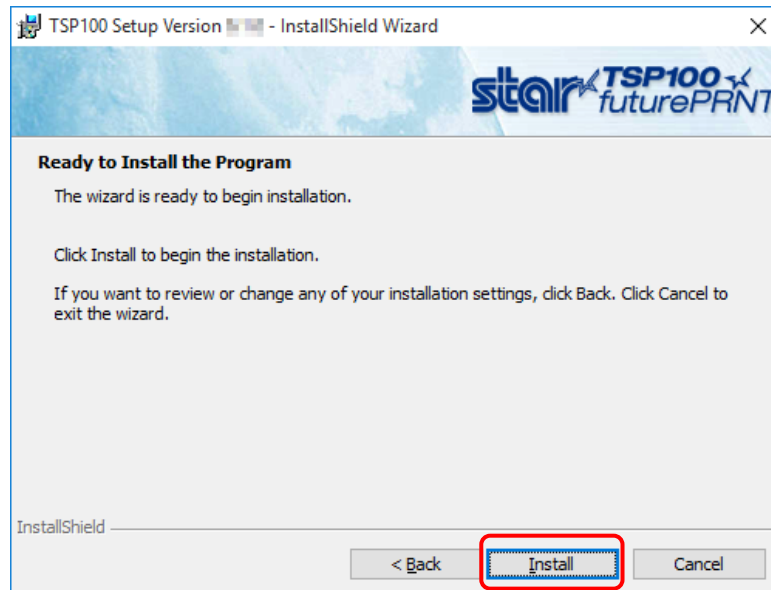 TSP100 Setup Version - InstallShield Wizard
star TSP100
futurePRNT
Ready to Install the Program
The wizard is ready to begin installation.
Click Install to begin the installation.
If you want to review or change any of your installation settings, click Back. Click Cancel to
exit the wizard.
InstallShield
< Back Install Cancel